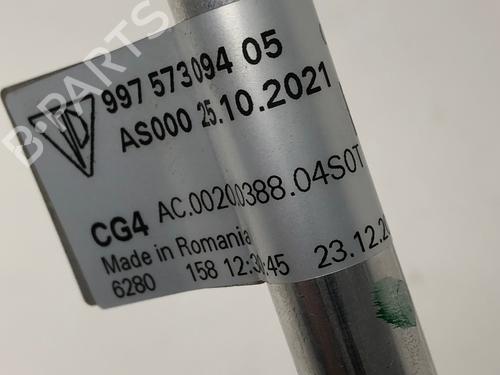 997 573094 05
AS000 25.10.2021
CG4 AC.00200388.04S0T
Made in Romania
6280 158 12:30:45 23.12.20
B-PARTS